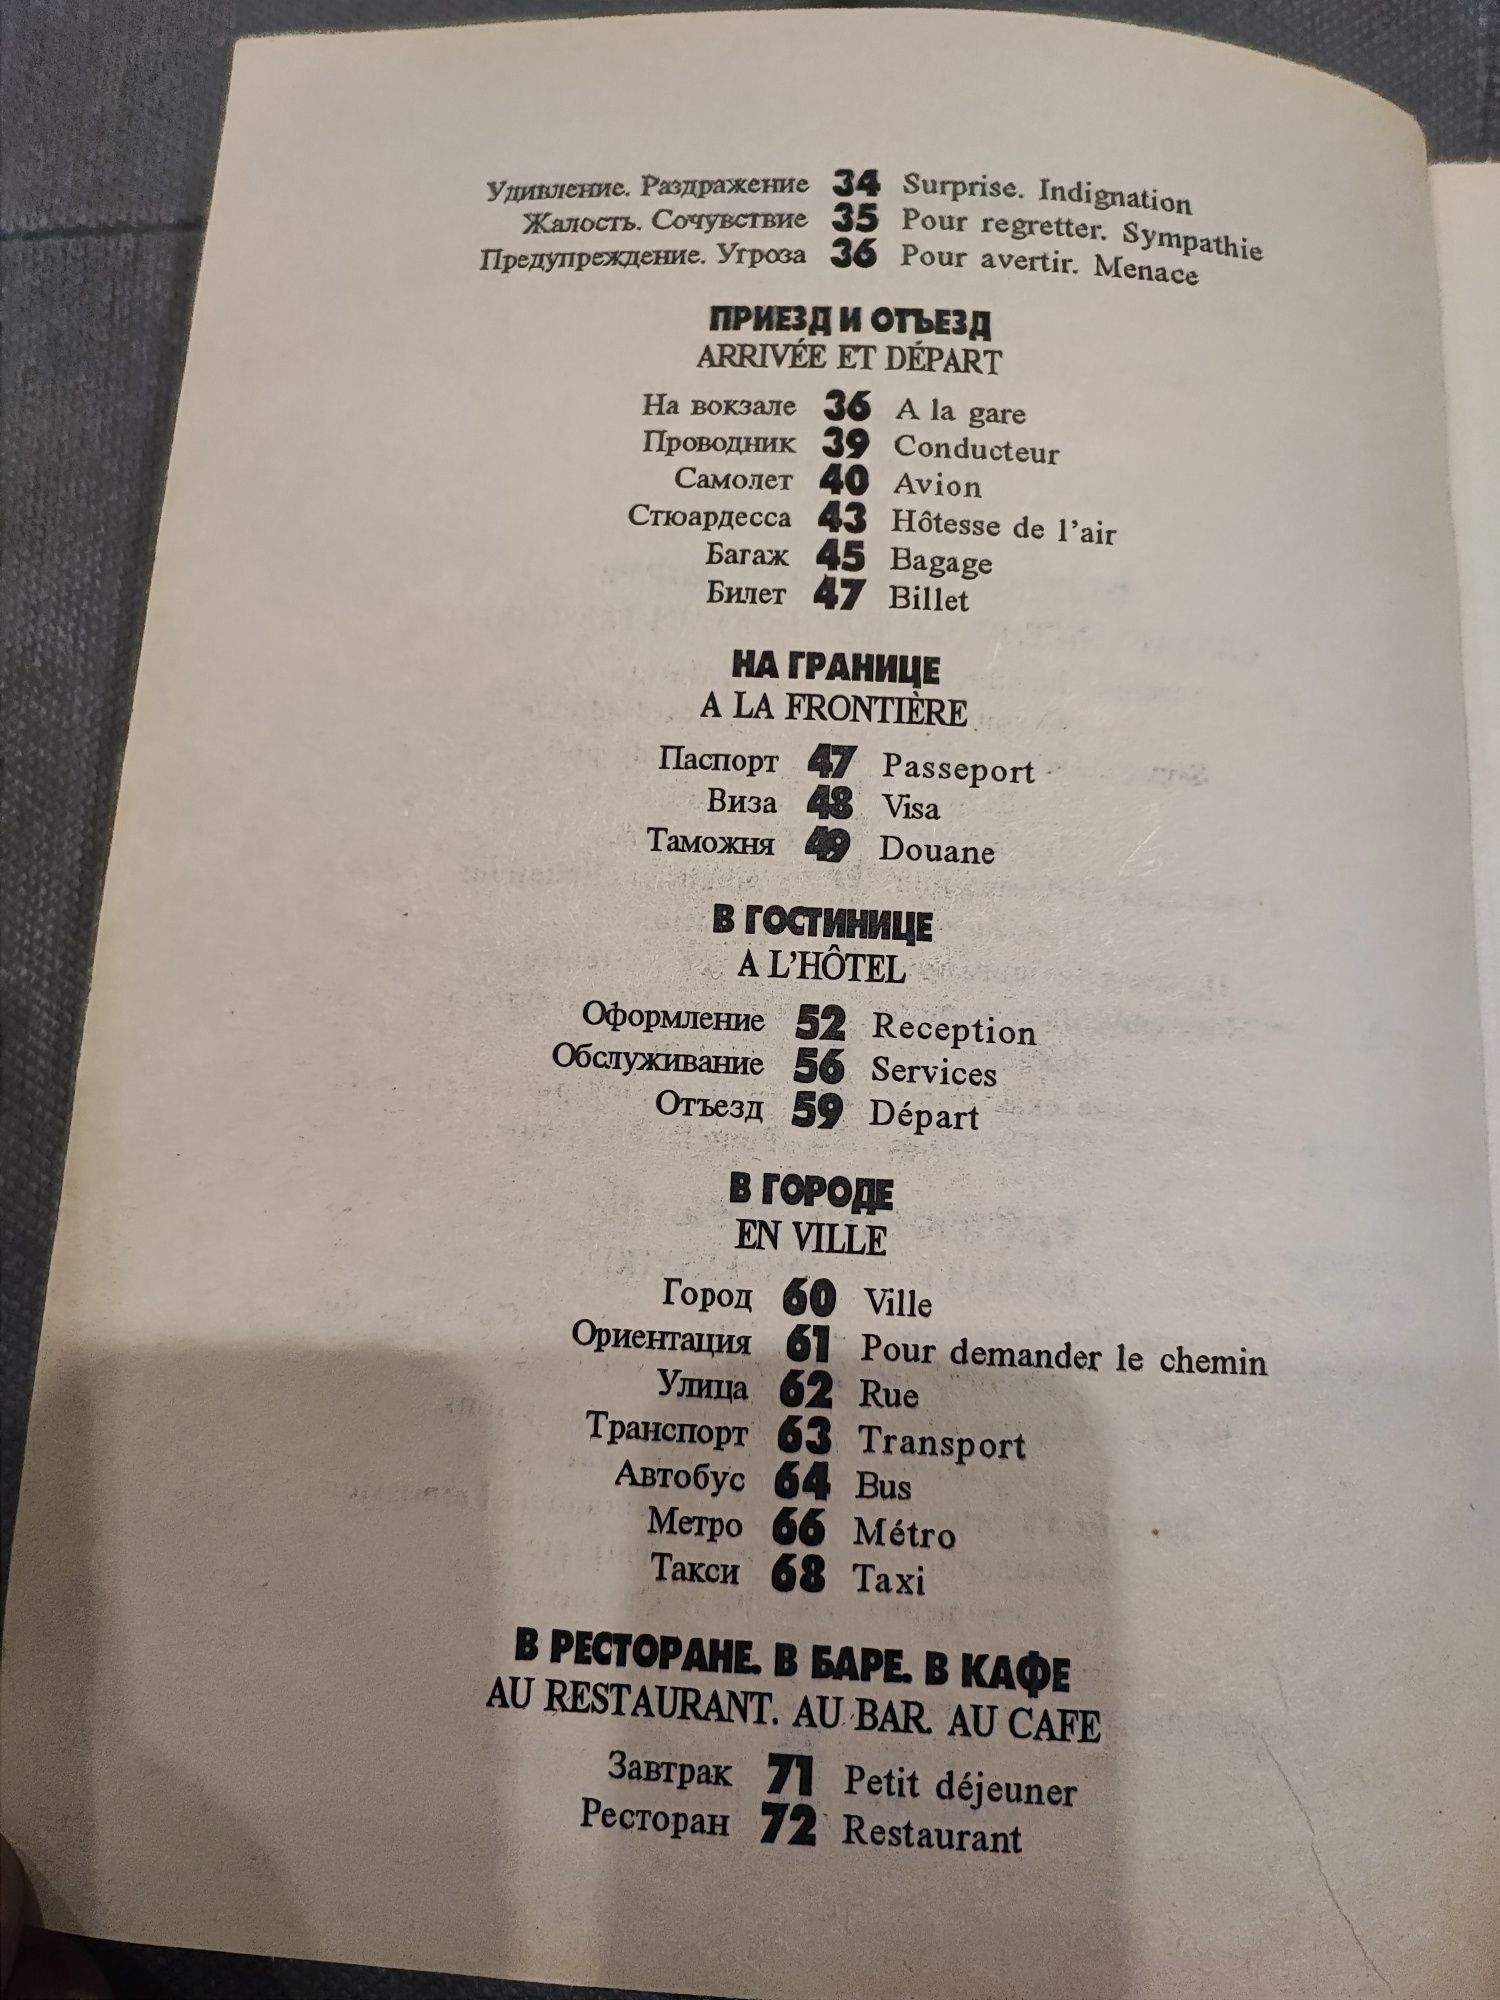 Удивление. Раздражение 34 Surprise. Indignation
Жалость. Сочувствие 35 Pour regretter. Sympathie
Предупреждение. Угроза 36 Pour avertir. Menace
ПРИЕЗД И ОТЪЕЗД
ARRIVÉE ET DÉPART
На вокзале 36 A la gare
Проводник 39 Conducteur
Самолет 40 Avion
Стюардесса 43 Hôtesse de l'air
Багаж 45 Bagage
Билет 47 Billet
НА ГРАНИЦЕ
A LA FRONTIÈRE
Паспорт 47 Passeport
Виза 48 Visa
Таможня 49 Douane
В ГОСТИНИЦЕ
A L'HÔTEL
Оформление 52 Reception
Обслуживание 56 Services
Отъезд 59 Départ
В ГОРОДЕ
EN VILLE
Город 60 Ville
Ориентация 61 Pour demander le chemin
Улица 62 Rue
Транспорт 63 Transport
Автобус 64 Bus
Метро 66 Métro
Такси 68 Taxi
В РЕСТОРАНЕ. В БАРЕ. В КАФЕ
AU RESTAURANT. AU BAR. AU CAFE
Завтрак 71 Petit déjeuner
Ресторан 72 Restaurant